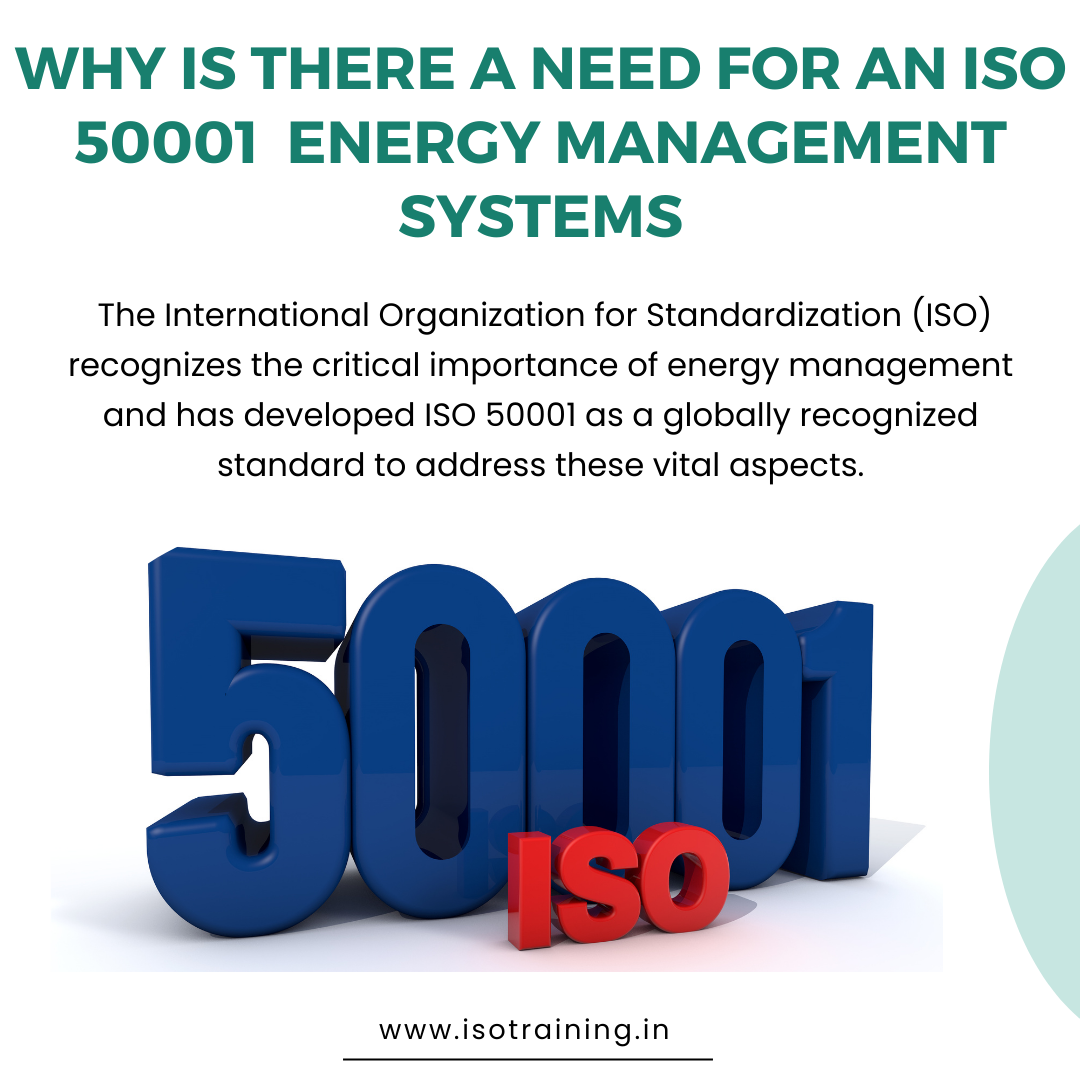 WHY IS THERE A NEED FOR AN ISO
50001 ENERGY MANAGEMENT
SYSTEMS
The International Organization for Standardization (ISO)
recognizes the critical importance of energy management
and has developed ISO 50001 as a globally recognized
standard to address these vital aspects.
50001
ISO
www.isotraining.in